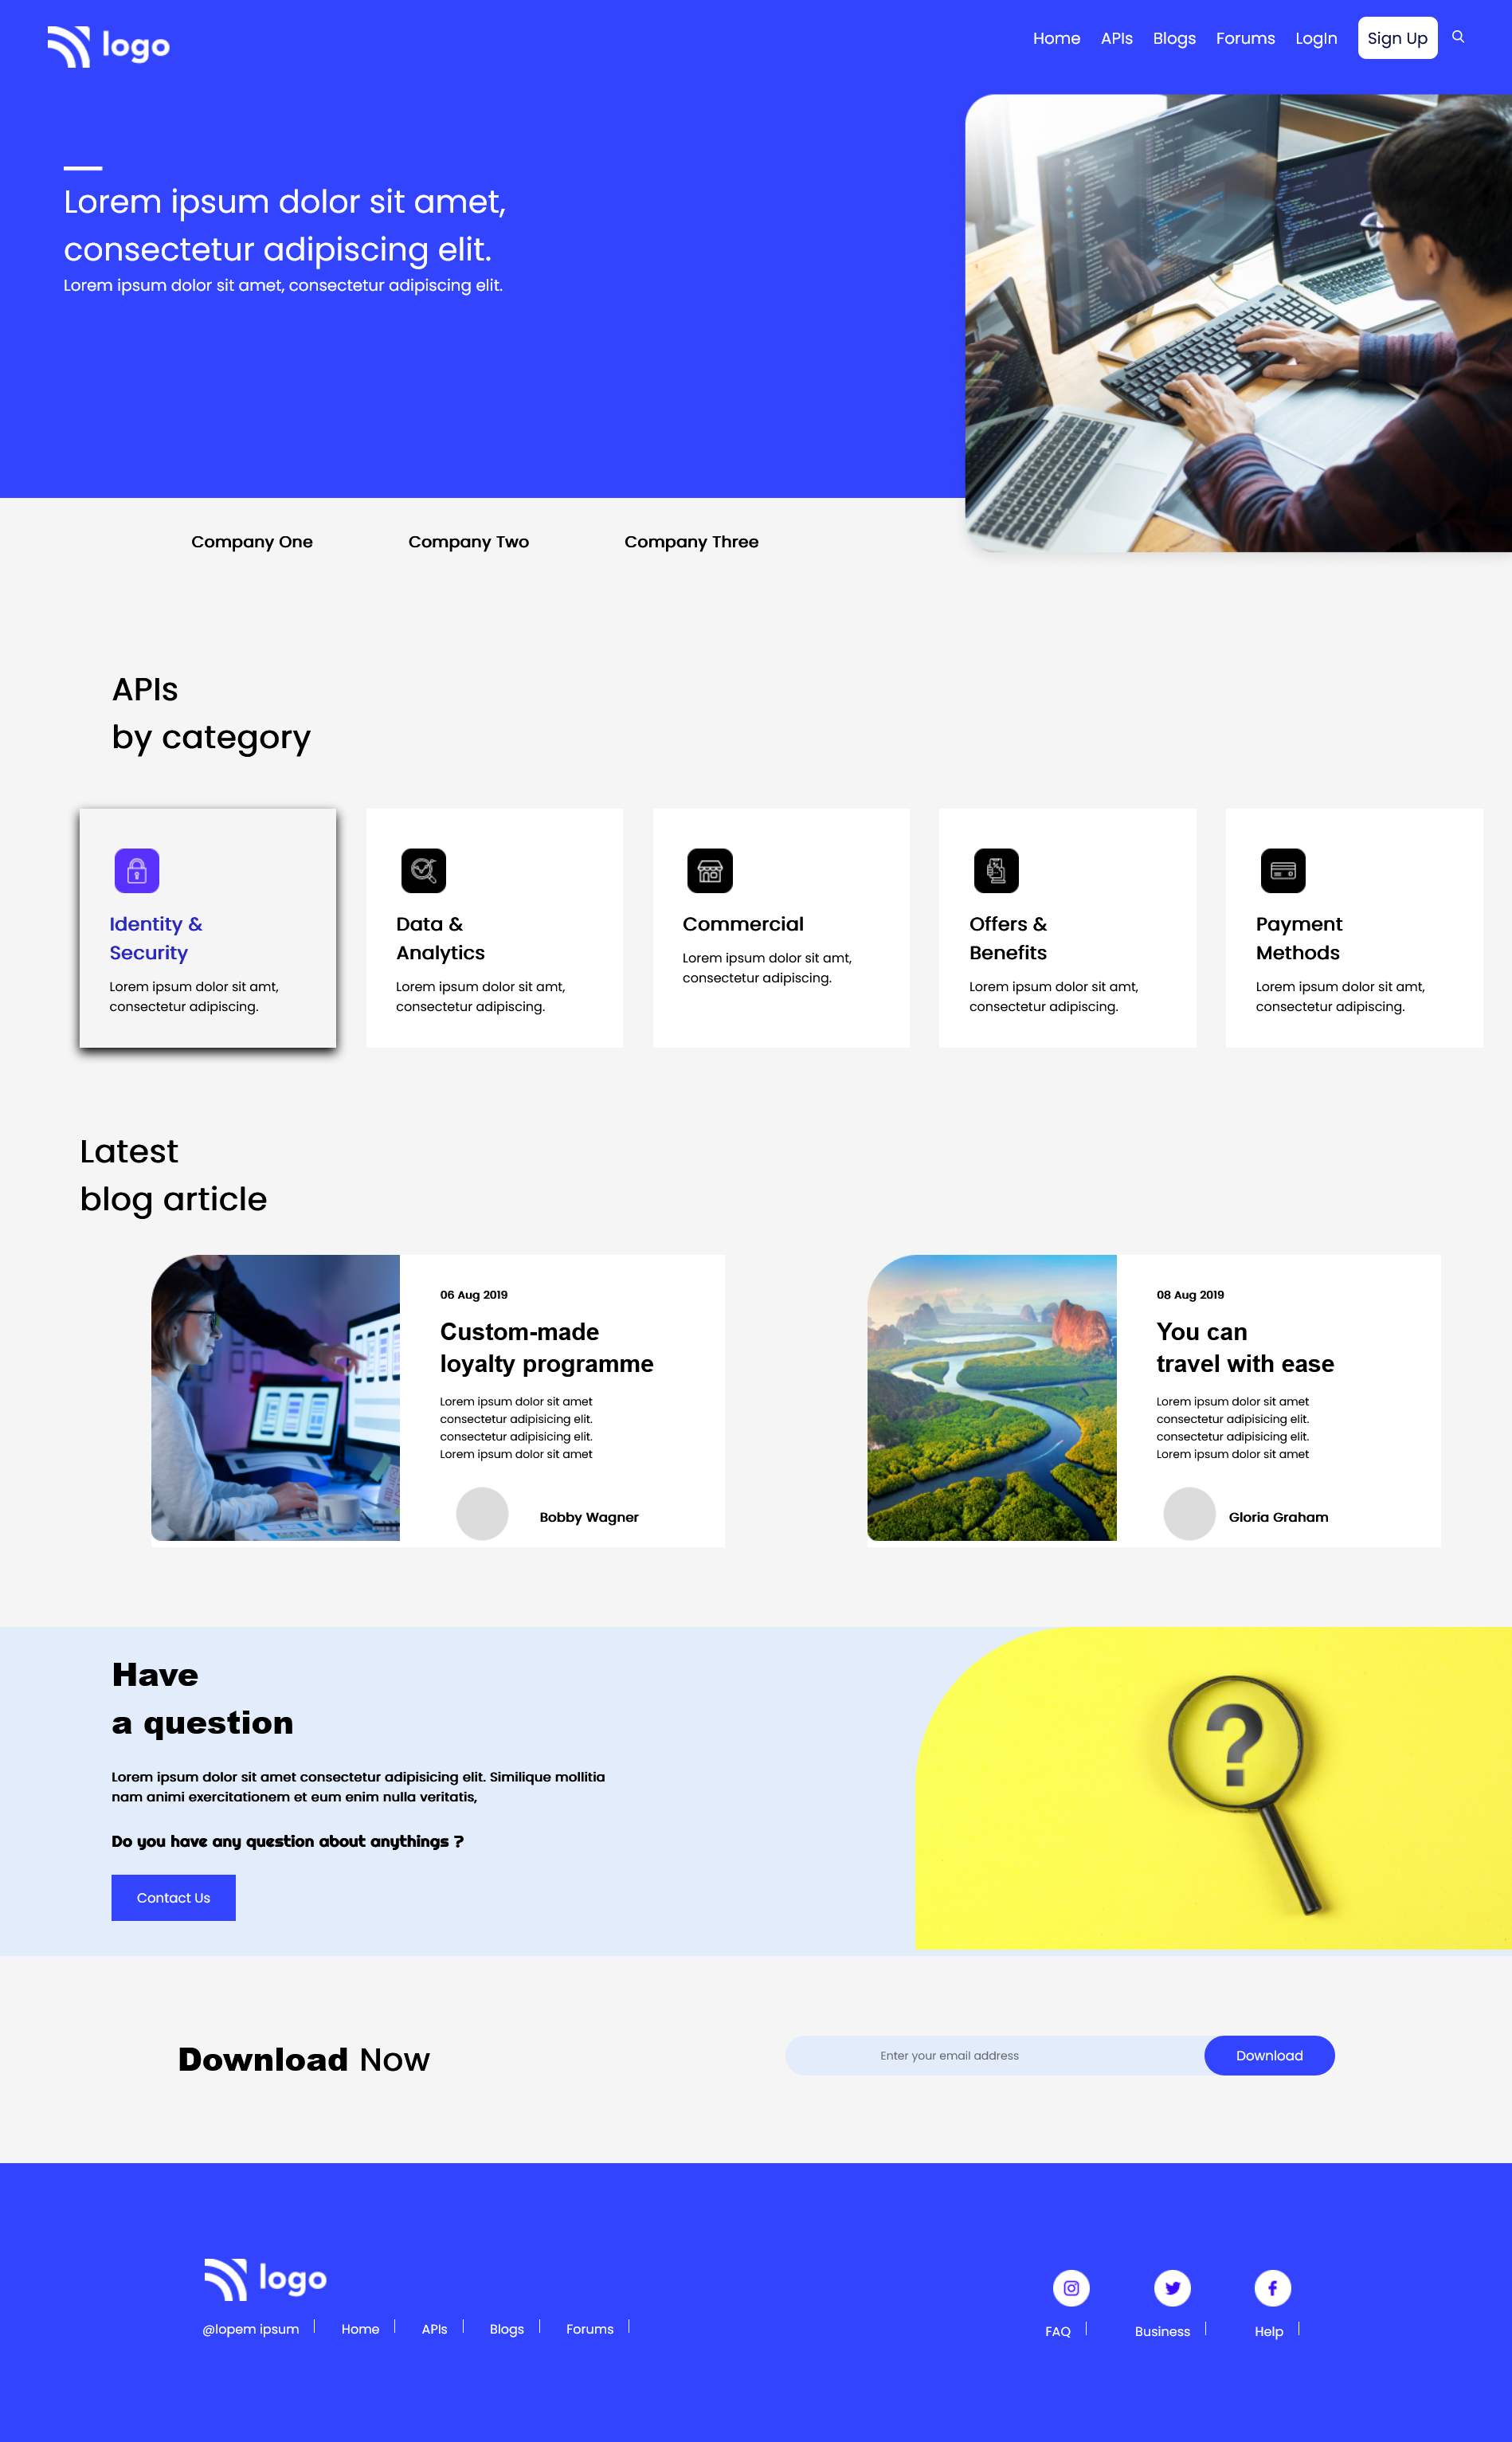 logo
Home APIs Blogs Forums LogIn Sign Up
Lorem ipsum dolor sit amet,
consectetur adipiscing elit.
Lorem ipsum dolor sit amet, consectetur adipiscing elit.
Company One Company Two Company Three
APIs
by category
Identity &
Security
Lorem ipsum dolor sit amt,
consectetur adipiscing.
Data &
Analytics
Lorem ipsum dolor sit amt,
consectetur adipiscing.
Commercial
Lorem ipsum dolor sit amt,
consectetur adipiscing.
Offers &
Benefits
Lorem ipsum dolor sit amt,
consectetur adipiscing.
Payment
Methods
Lorem ipsum dolor sit amt,
consectetur adipiscing.
Latest
blog article
06 Aug 2019
Custom-made
loyalty programme
Lorem ipsum dolor sit amet
consectetur adipisicing elit.
consectetur adipisicing elit.
Lorem ipsum dolor sit amet
Bobby Wagner
08 Aug 2019
You can
travel with ease
Lorem ipsum dolor sit amet
consectetur adipisicing elit.
consectetur adipisicing elit.
Lorem ipsum dolor sit amet
Gloria Graham
Have
a question
Lorem ipsum dolor sit amet consectetur adipisicing elit. Similique mollitia
nam animi exercitationem et eum enim nulla veritatis,
Do you have any question about anythings ?
Contact Us
?
Download Now
Enter your email address
Download
logo
@lopem ipsum Home APIs Blogs Forums
FAQ Business Help